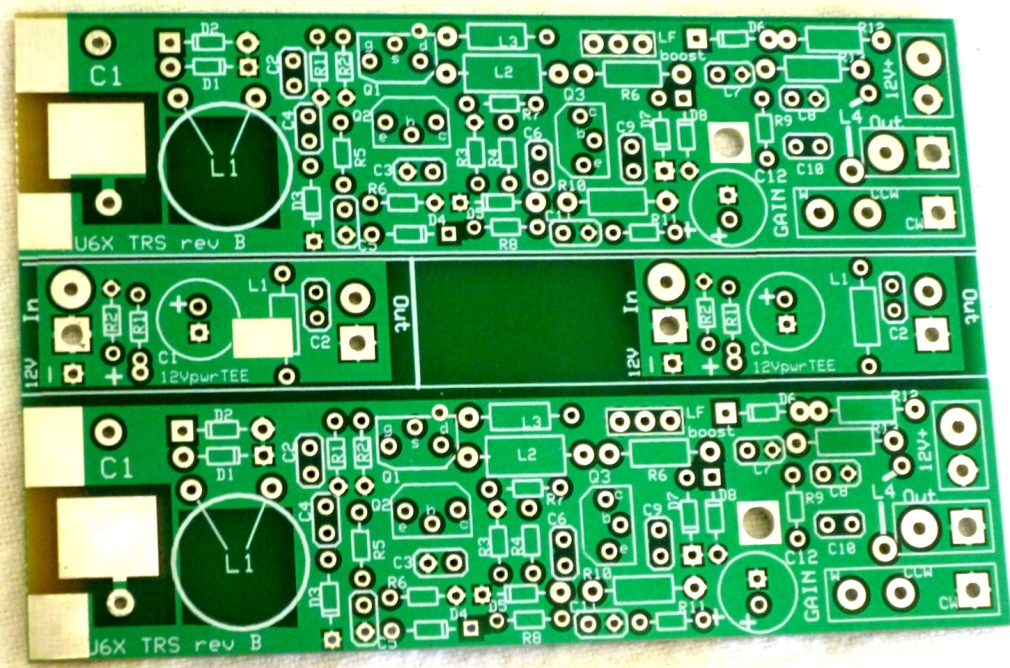 D2 L3 LF D6 R12
C1 D1 C2 R1 R2 g s d L2 boost R11 12V+
Q1 Q3 R6 C7
C4 Q2 e b c R7 C6 c b e C9 D7 D8 R9 C8 L4 Out
L1 R5 C3 R3 R4 C10
R6 R10 C12 W CCW
D3 D4 D5 C11 R11 GAIN CW
U6X TRS rev B C5 R8 +
In R2 R1 + L1 C2 Out
C1
12V - + 12VpwrTEE
In R2 R1 + L1 C2 Out
C1
12V - + 12VpwrTEE
D2 L3 LF D6 R12
C1 D1 C2 R1 R2 g s d L2 boost R11 12V+
Q1 Q3 R6 C7
C4 Q2 e b c R7 C6 c b e C9 D7 D8 R9 C8 L4 Out
L1 R5 C3 R3 R4 C10
R6 R10 C12 W CCW
D3 D4 D5 C11 R11 GAIN CW
U6X TRS rev B C5 R8 +